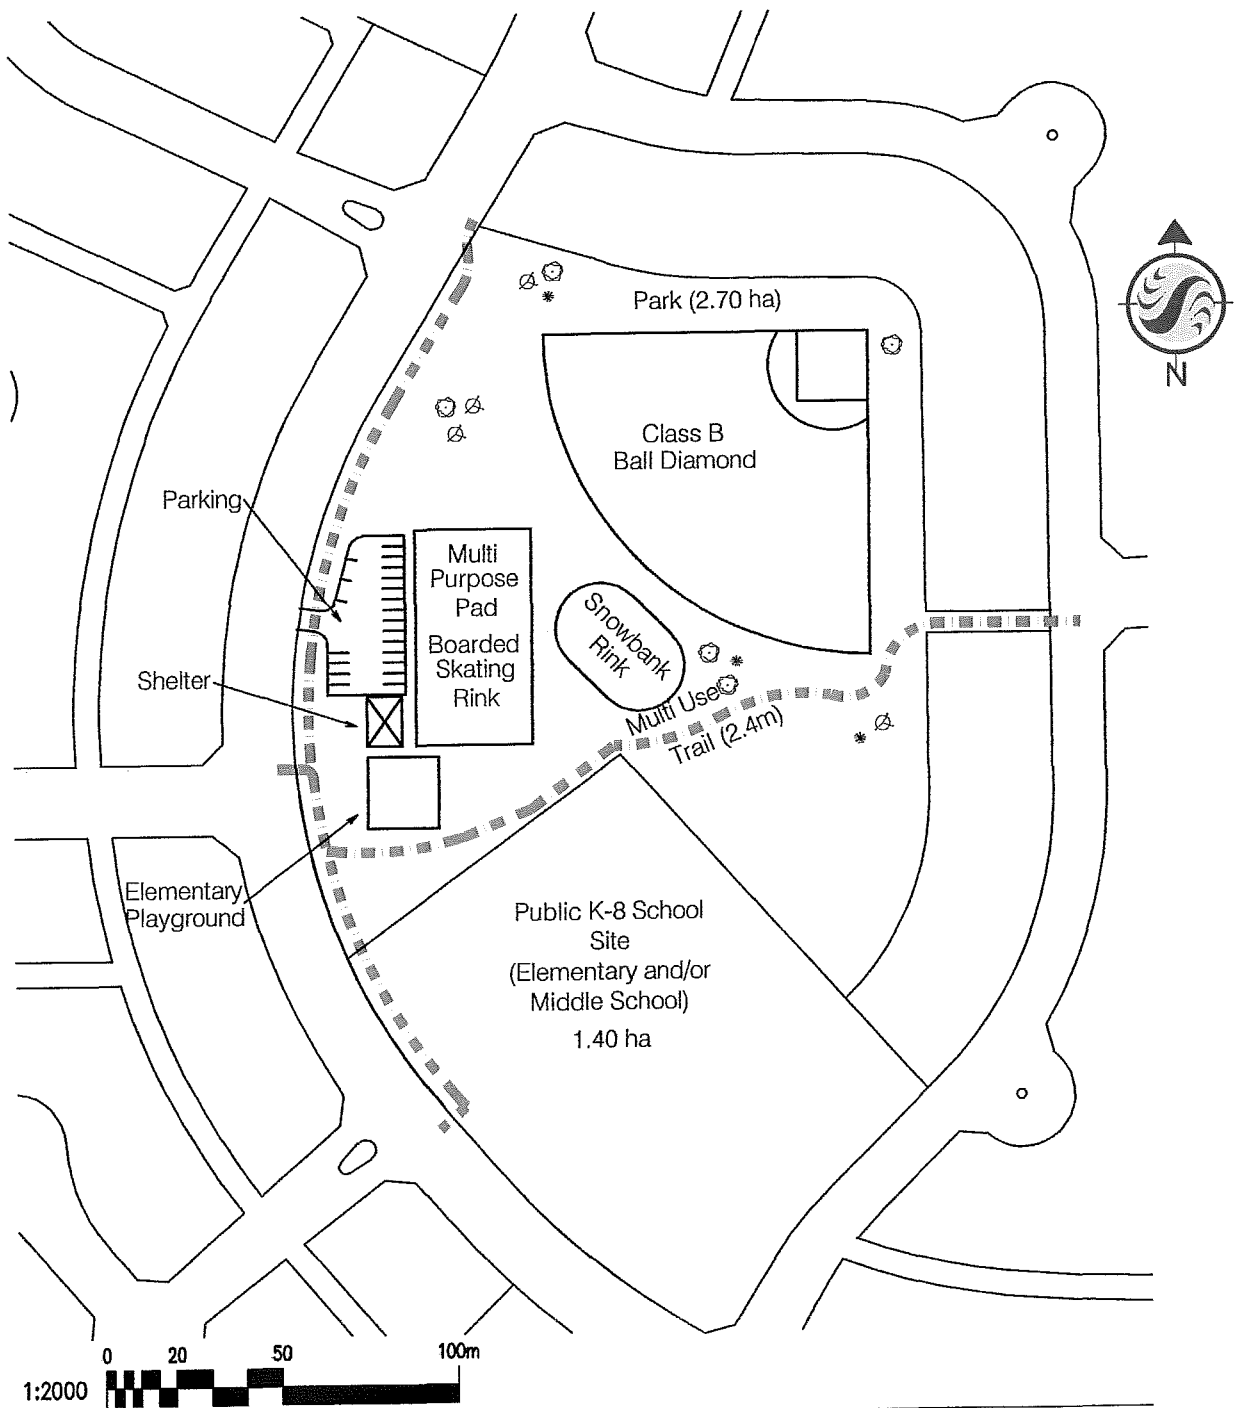 Park (2.70 ha)
N
Class B
Ball Diamond
Parking
Multi
Purpose
Pad
Boarded
Skating
Rink
Snowbank
Rink
Shelter
Multi Use
Trail (2.4m)
Elementary
Playground
Public K-8 School
Site
(Elementary and/or
Middle School)
1.40 ha
0 20 50 100m
1:2000